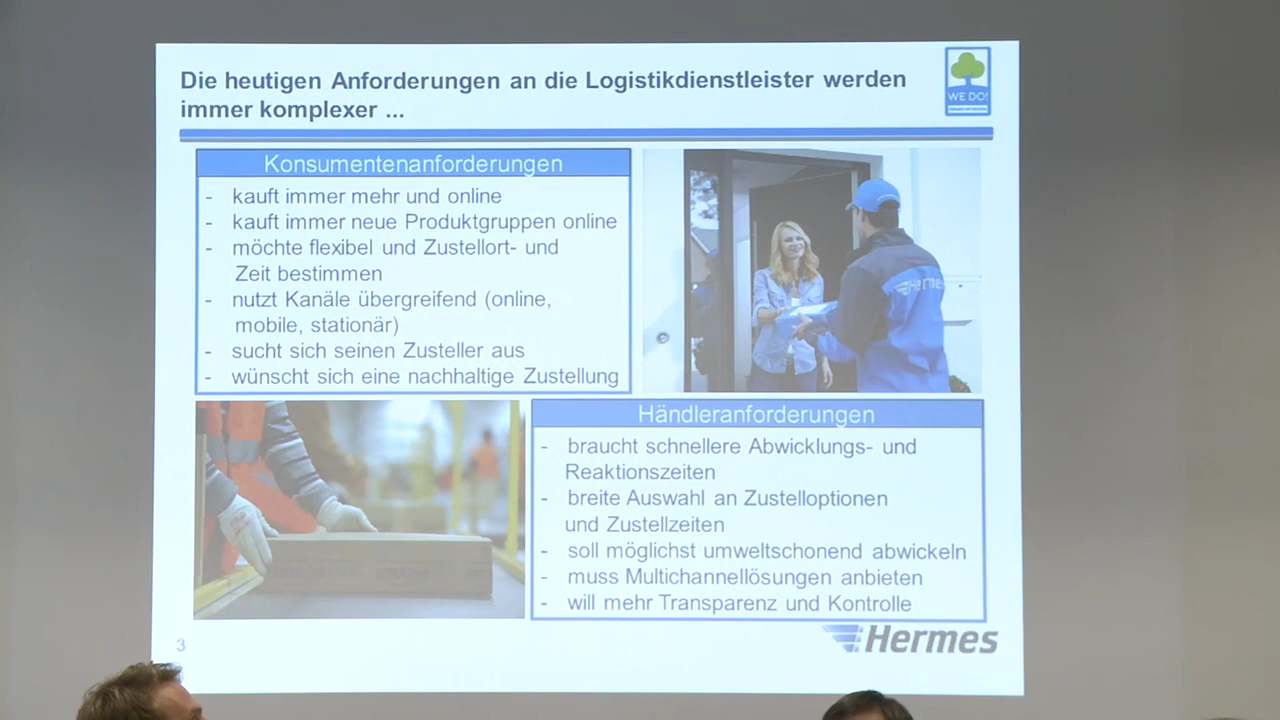 Die heutigen Anforderungen an die Logistikdienstleister werden
immer komplexer ...
WE DO!
Konsumentenanforderungen
- kauft immer mehr und online
- kauft immer neue Produktgruppen online
- möchte flexibel und Zustellort- und
Zeit bestimmen
- nutzt Kanäle übergreifend (online,
mobile, stationär)
- sucht sich seinen Zusteller aus
- wünscht sich eine nachhaltige Zustellung
Hermes
Händleranforderungen
- braucht schnellere Abwicklungs- und
Reaktionszeiten
- breite Auswahl an Zustelloptionen
und Zustellzeiten
- soll möglichst umweltschonend abwickeln
- muss Multichannellösungen anbieten
- will mehr Transparenz und Kontrolle
3
Hermes